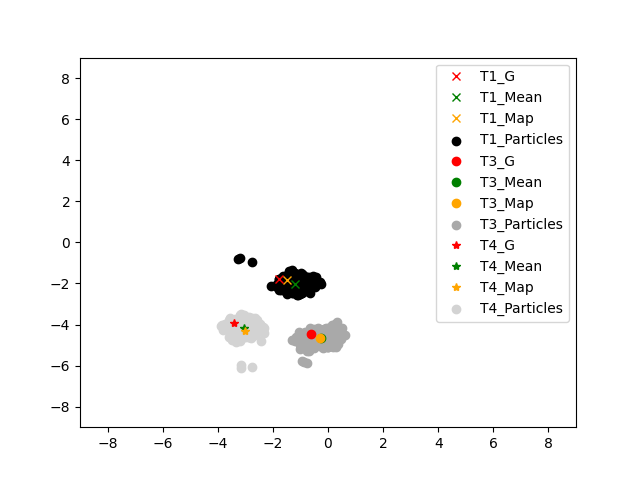 8
6
4
2
0
−2
−4
−6
−8
−8 −6 −4 −2 0 2 4 6 8
T1_G
T1_Mean
T1_Map
T1_Particles
T3_G
T3_Mean
T3_Map
T3_Particles
T4_G
T4_Mean
T4_Map
T4_Particles